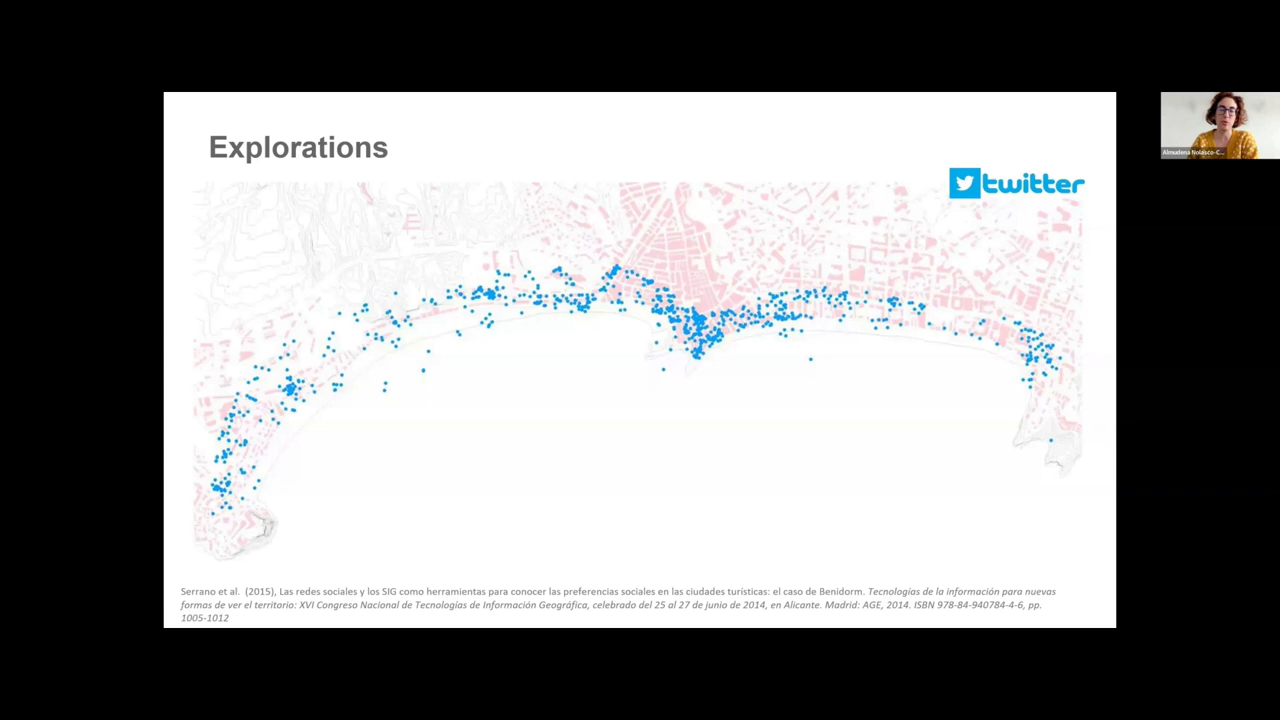 Explorations
twitter
Almudena Nolasco-C...
Serrano et al. (2015), Las redes sociales y los SIG como herramientas para conocer las preferencias sociales en las ciudades turísticas: el caso de Benidorm. Tecnologías de la información para nuevas
formas de ver el territorio: XVI Congreso Nacional de Tecnologías de Información Geográfica, celebrado del 25 al 27 de junio de 2014, en Alicante. Madrid: AGE, 2014. ISBN 978-84-940784-4-6, pp.
1005-1012